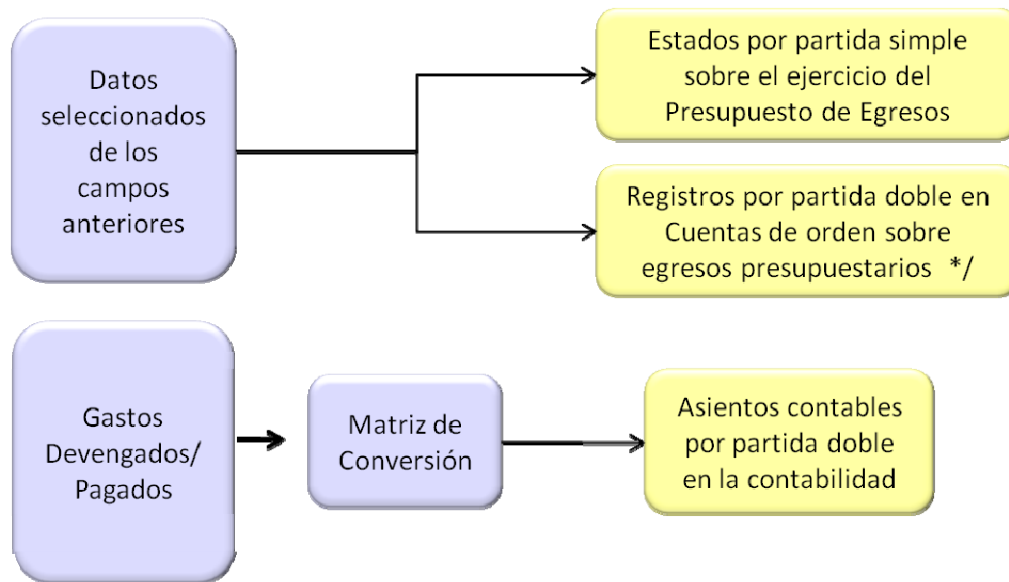 Datos
seleccionados
de los
campos
anteriores
Estados por partida simple
sobre el ejercicio del
Presupuesto de Egresos
Registros por partida doble en
Cuentas de orden sobre
egresos presupuestarios */
Gastos
Devengados/
Pagados
Matriz de
Conversión
Asientos contables
por partida doble
en la contabilidad